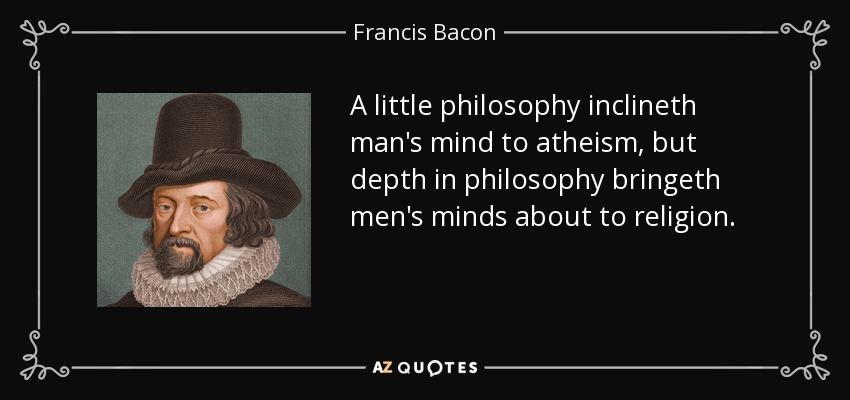 Francis Bacon
A little philosophy inclineth
man's mind to atheism, but
depth in philosophy bringeth
men's minds about to religion.
AZ QUOTES